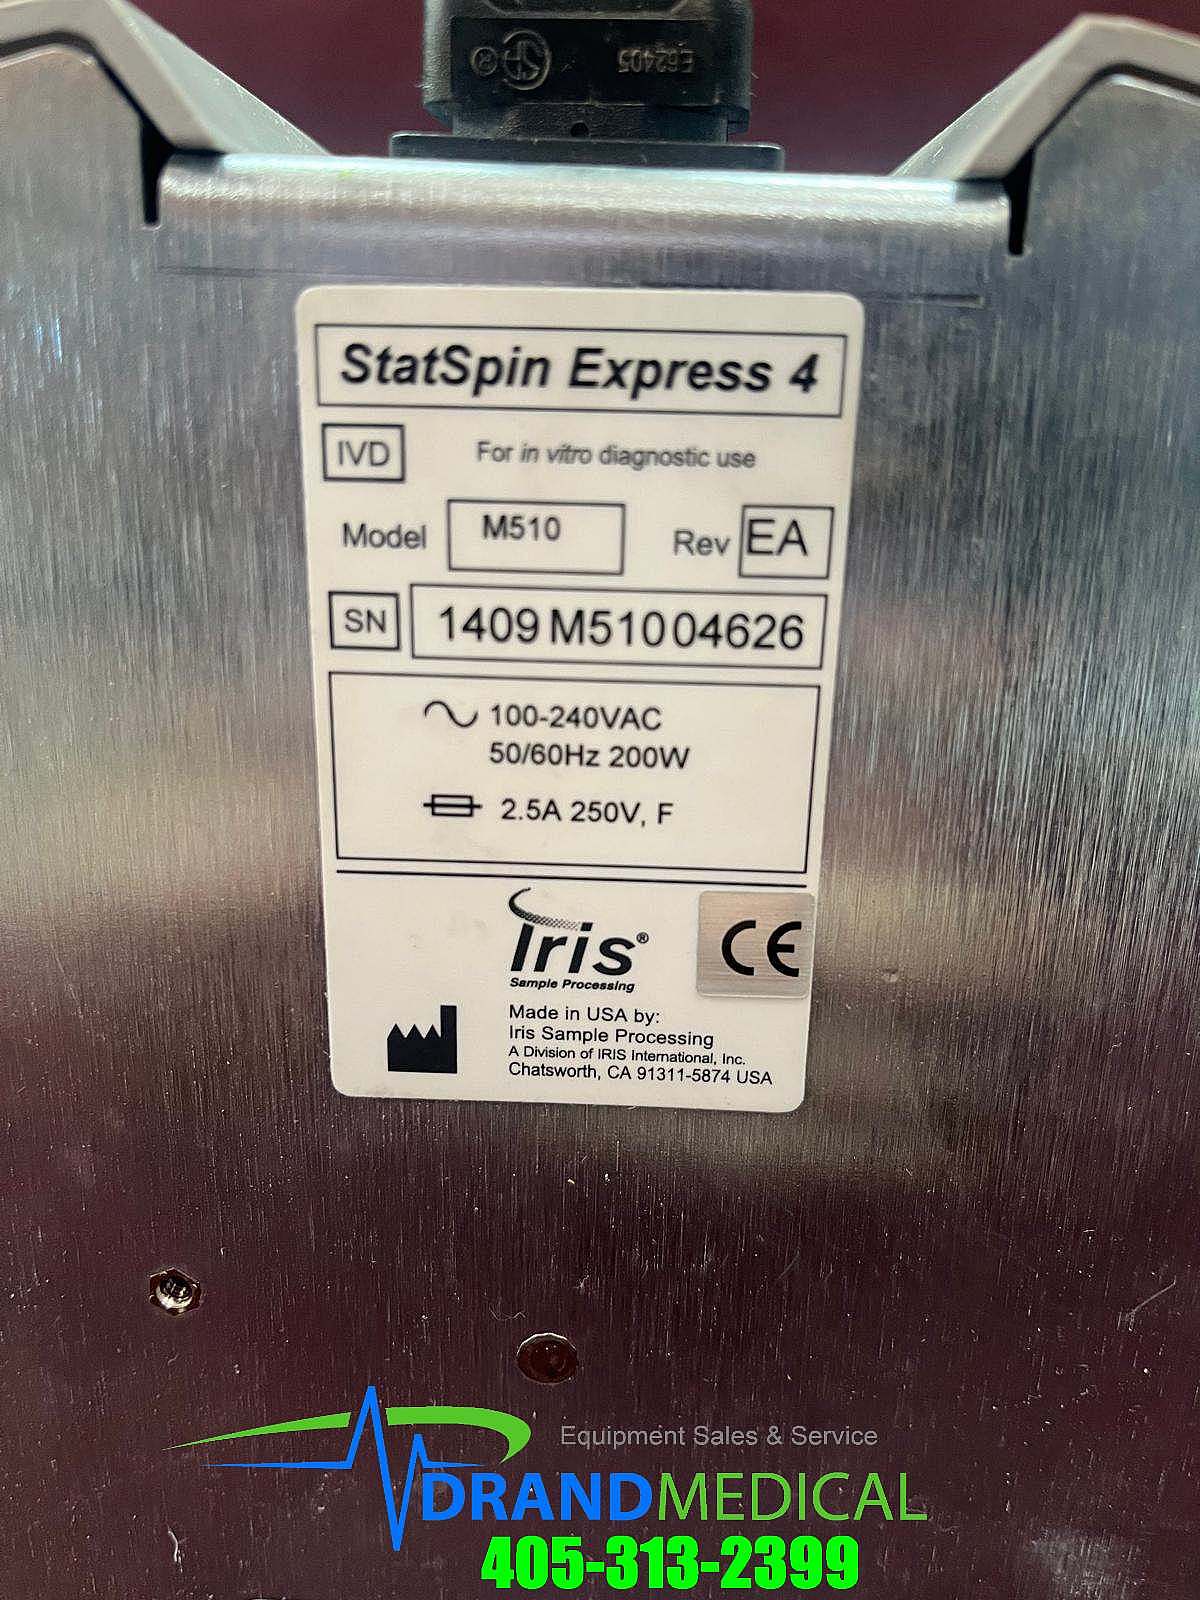 ® SA E62405
StatSpin Express 4
IVD For in vitro diagnostic use
Model M510 Rev EA
SN 1409 M51004626
100-240VAC
50/60Hz 200W
2.5A 250V, F
Iris®
Sample Processing
CE
Made in USA by:
Iris Sample Processing
A Division of IRIS International, Inc.
Chatsworth, CA 91311-5874 USA
Equipment Sales & Service
DRANDMEDICAL
405-313-2399